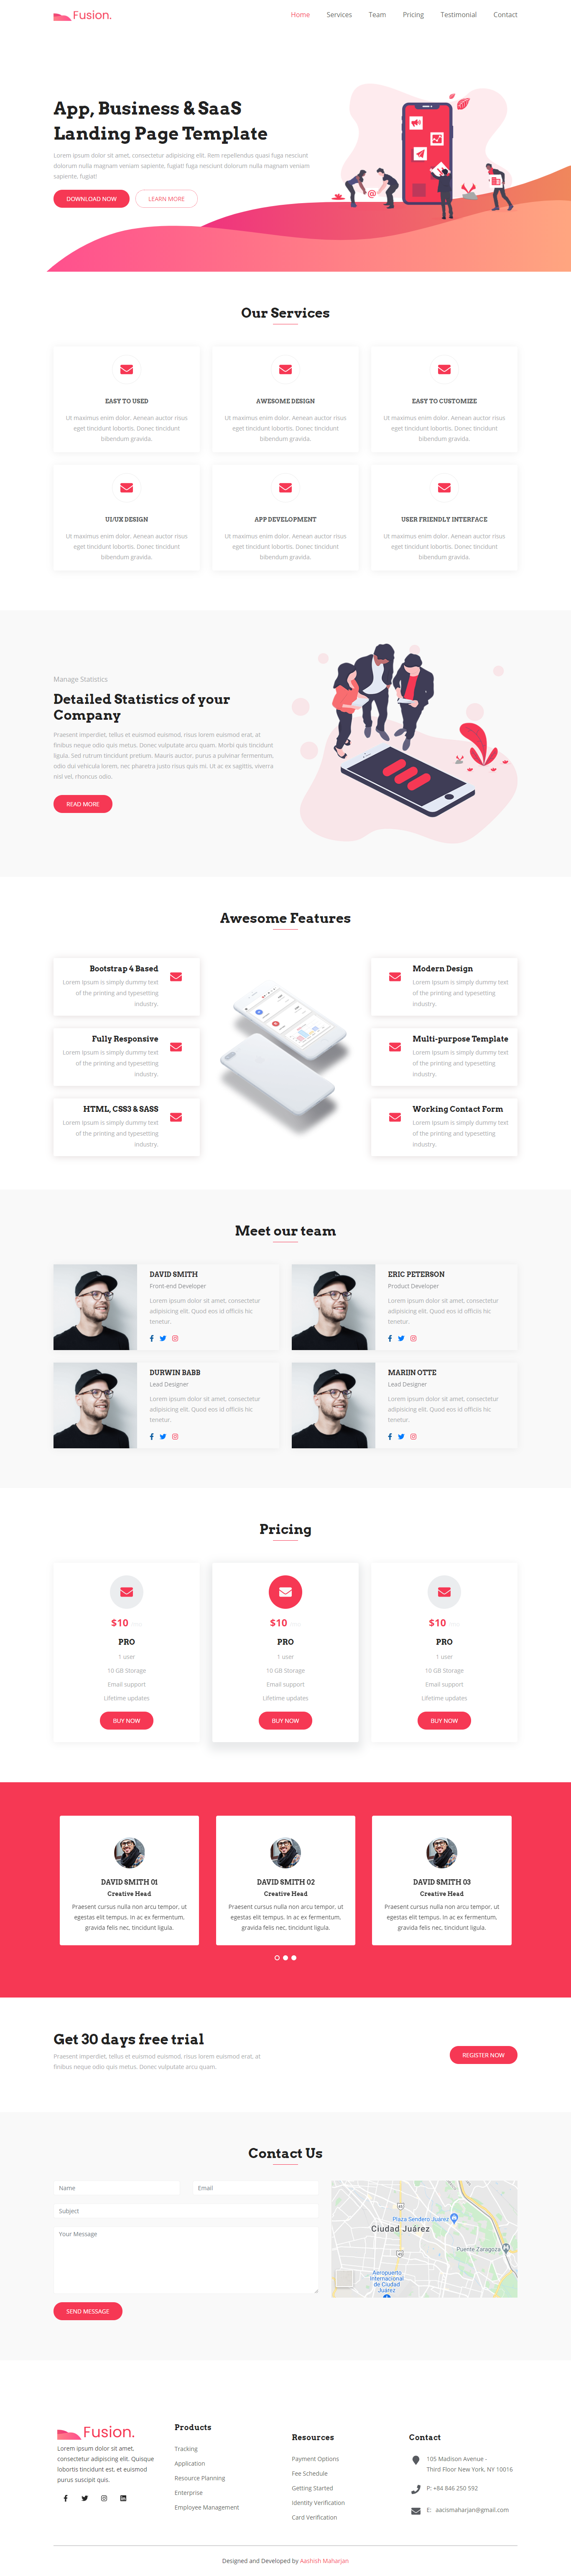 Fusion.
Home Services Team Pricing Testimonial Contact
App, Business & SaaS
Landing Page Template
Lorem ipsum dolor sit amet, consectetur adipisicing elit. Rem repellendus quasi fuga nesciunt
dolorum nulla magnam veniam sapiente, fugiat! fuga nesciunt dolorum nulla magnam veniam
sapiente, fugiat!
DOWNLOAD NOW LEARN MORE
Our Services
EASY TO USED
Ut maximus enim dolor. Aenean auctor risus
eget tincidunt lobortis. Donec tincidunt
bibendum gravida.
AWESOME DESIGN
Ut maximus enim dolor. Aenean auctor risus
eget tincidunt lobortis. Donec tincidunt
bibendum gravida.
EASY TO CUSTOMIZE
Ut maximus enim dolor. Aenean auctor risus
eget tincidunt lobortis. Donec tincidunt
bibendum gravida.
UI/UX DESIGN
Ut maximus enim dolor. Aenean auctor risus
eget tincidunt lobortis. Donec tincidunt
bibendum gravida.
APP DEVELOPMENT
Ut maximus enim dolor. Aenean auctor risus
eget tincidunt lobortis. Donec tincidunt
bibendum gravida.
USER FRIENDLY INTERFACE
Ut maximus enim dolor. Aenean auctor risus
eget tincidunt lobortis. Donec tincidunt
bibendum gravida.
Manage Statistics
Detailed Statistics of your
Company
Praesent imperdiet, tellus et euismod euismod, risus lorem euismod erat, at
finibus neque odio quis metus. Donec vulputate arcu quam. Morbi quis tincidunt
ligula. Sed rutrum tincidunt pretium. Mauris auctor, purus a pulvinar fermentum,
odio dui vehicula lorem, nec pharetra justo risus quis mi. Ut ac ex sagittis, viverra
nisl vel, rhoncus odio.
READ MORE
Awesome Features
Bootstrap 4 Based
Lorem Ipsum is simply dummy text
of the printing and typesetting
industry.
Fully Responsive
Lorem Ipsum is simply dummy text
of the printing and typesetting
industry.
HTML, CSS3 & SASS
Lorem Ipsum is simply dummy text
of the printing and typesetting
industry.
Modern Design
Lorem Ipsum is simply dummy text
of the printing and typesetting
industry.
Multi-purpose Template
Lorem Ipsum is simply dummy text
of the printing and typesetting
industry.
Working Contact Form
Lorem Ipsum is simply dummy text
of the printing and typesetting
industry.
Meet our team
DAVID SMITH
Front-end Developer
Lorem ipsum dolor sit amet, consectetur
adipisicing elit. Quod eos id officiis hic
tenetur.
ERIC PETERSON
Product Developer
Lorem ipsum dolor sit amet, consectetur
adipisicing elit. Quod eos id officiis hic
tenetur.
DURWIN BABB
Lead Designer
Lorem ipsum dolor sit amet, consectetur
adipisicing elit. Quod eos id officiis hic
tenetur.
MARIJN OTTE
Lead Designer
Lorem ipsum dolor sit amet, consectetur
adipisicing elit. Quod eos id officiis hic
tenetur.
Pricing
$10
PRO
1 user
10 GB Storage
Email support
Lifetime updates
BUY NOW
$10
PRO
1 user
10 GB Storage
Email support
Lifetime updates
BUY NOW
$10
PRO
1 user
10 GB Storage
Email support
Lifetime updates
BUY NOW
DAVID SMITH 01
Creative Head
Praesent cursus nulla non arcu tempor, ut
egestas elit tempus. In ac ex fermentum,
gravida felis nec, tincidunt ligula.
DAVID SMITH 02
Creative Head
Praesent cursus nulla non arcu tempor, ut
egestas elit tempus. In ac ex fermentum,
gravida felis nec, tincidunt ligula.
DAVID SMITH 03
Creative Head
Praesent cursus nulla non arcu tempor, ut
egestas elit tempus. In ac ex fermentum,
gravida felis nec, tincidunt ligula.
Get 30 days free trial
Praesent imperdiet, tellus et euismod euismod, risus lorem euismod erat, at
finibus neque odio quis metus. Donec vulputate arcu quam.
REGISTER NOW
Contact Us
Name Email
Subject
Your Message
SEND MESSAGE
Plaza Sendero Juárez
Ciudad Juárez
Puente Zaragoza
Aeropuerto
Internacional
de Ciudad
Juárez
Fusion.
Lorem ipsum dolor sit amet,
consectetur adipiscing elit. Quisque
lobortis tincidunt est, et euismod
purus suscipit quis.
Products
Tracking
Application
Resource Planning
Enterprise
Employee Management
Resources
Payment Options
Fee Schedule
Getting Started
Identity Verification
Card Verification
Contact
105 Madison Avenue -
Third Floor New York, NY 10016
P: +84 846 250 592
E: aacismaharjan@gmail.com
Designed and Developed by Aashish Maharjan